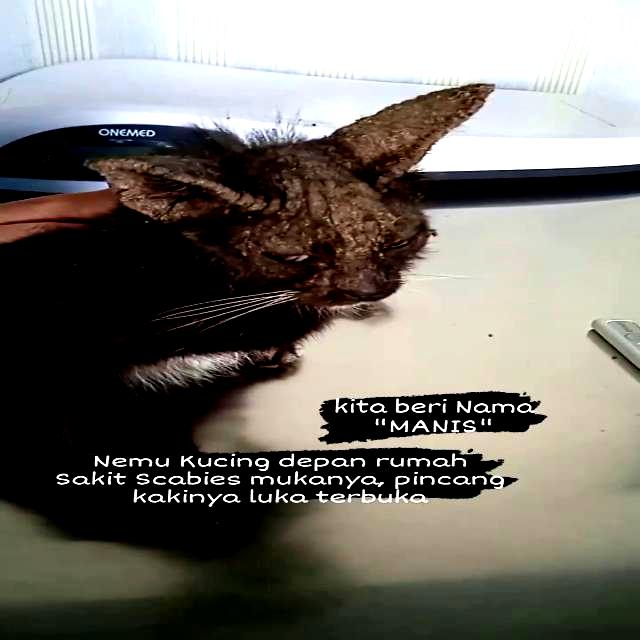 ONEMED
kita beri Nama
"MANIS"
Nemu Kucing depan rumah
Sakit Scabies mukanya, pincang
kakinya luka terbuka